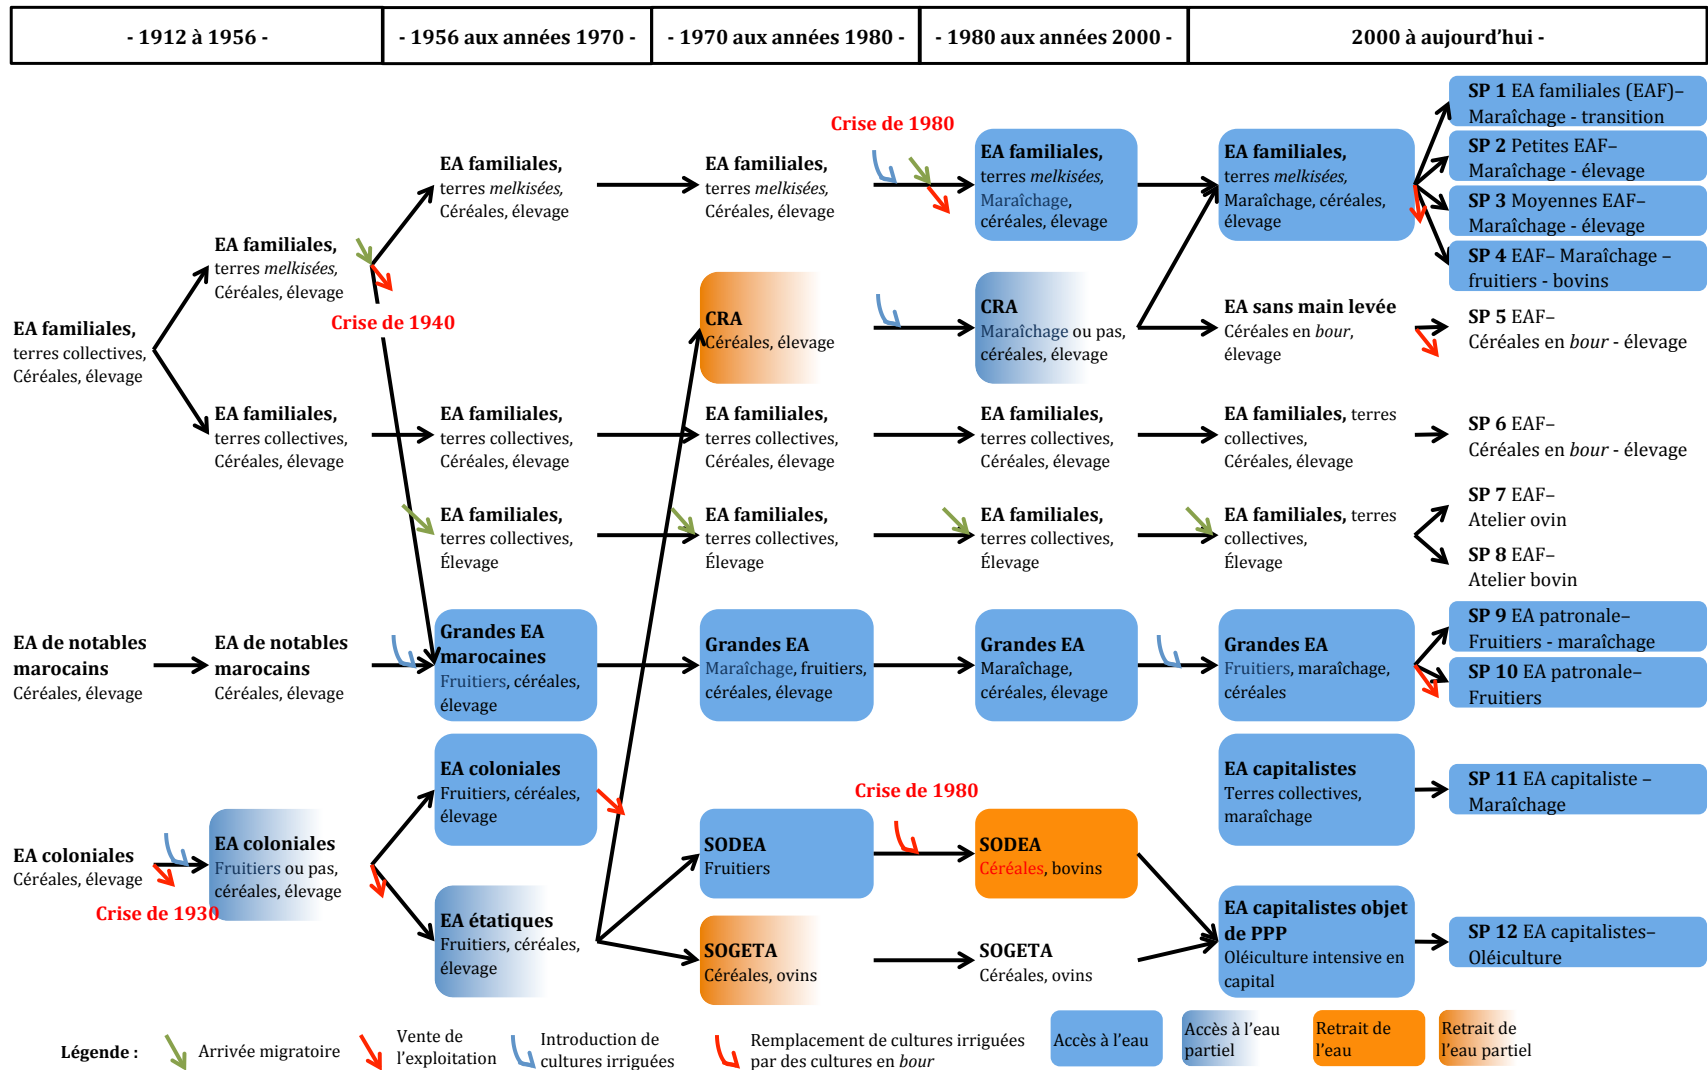 - 1912 à 1956 -
- 1956 aux années 1970 -
- 1970 aux années 1980 -
- 1980 aux années 2000 -
2000 à aujourd'hui -
EA familiales,
terres collectives,
Céréales, élevage
EA de notables
marocains
Céréales, élevage
EA coloniales
Céréales, élevage
Crise de 1930
EA familiales,
terres melkisées,
Céréales, élevage
EA familiales,
terres collectives,
Céréales, élevage
EA de notables
marocains
Céréales, élevage
EA coloniales
Fruitiers ou pas,
céréales, élevage
Crise de 1940
EA familiales,
terres melkisées,
Céréales, élevage
EA familiales,
terres collectives,
Céréales, élevage
EA familiales,
terres collectives,
Élevage
Grandes EA
marocaines
Fruitiers, céréales,
élevage
EA coloniales
Fruitiers, céréales,
élevage
EA étatiques
Fruitiers, céréales,
élevage
EA familiales,
terres melkisées,
Céréales, élevage
CRA
Céréales, élevage
EA familiales,
terres collectives,
Céréales, élevage
EA familiales,
terres collectives,
Élevage
Grandes EA
Maraîchage, fruitiers,
céréales, élevage
SODEA
Fruitiers
SOGETA
Céréales, ovins
Crise de 1980
Crise de 1980
EA familiales,
terres melkisées,
Maraîchage,
céréales, élevage
CRA
Maraîchage ou pas,
céréales, élevage
EA familiales,
terres collectives,
Céréales, élevage
EA familiales,
terres collectives,
Élevage
Grandes EA
Maraîchage,
céréales, élevage
SODEA
Céréales, bovins
SOGETA
Céréales, ovins
EA familiales,
terres melkisées,
Maraîchage, céréales,
élevage
EA sans main levée
Céréales en bour,
élevage
EA familiales, terres
collectives,
Céréales, élevage
EA familiales, terres
collectives,
Élevage
Grandes EA
Fruitiers, maraîchage,
céréales
EA capitalistes
Terres collectives,
maraîchage
EA capitalistes objet
de PPP
Oléiculture intensive en
capital
SP 1 EA familiales (EAF)–
Maraîchage - transition
SP 2 Petites EAF–
Maraîchage - élevage
SP 3 Moyennes EAF–
Maraîchage - élevage
SP 4 EAF– Maraîchage –
fruitiers - bovins
SP 5 EAF–
Céréales en bour - élevage
SP 6 EAF–
Céréales en bour - élevage
SP 7 EAF–
Atelier ovin
SP 8 EAF–
Atelier bovin
SP 9 EA patronale–
Fruitiers - maraîchage
SP 10 EA patronale–
Fruitiers
SP 11 EA capitaliste –
Maraîchage
SP 12 EA capitalistes–
Oléiculture
Légende :
Arrivée migratoire
Vente de
l'exploitation
Introduction de
cultures irriguées
Remplacement de cultures irriguées
par des cultures en bour
Accès à l'eau
Accès à l'eau
partiel
Retrait de
l'eau
Retrait de
l'eau partiel